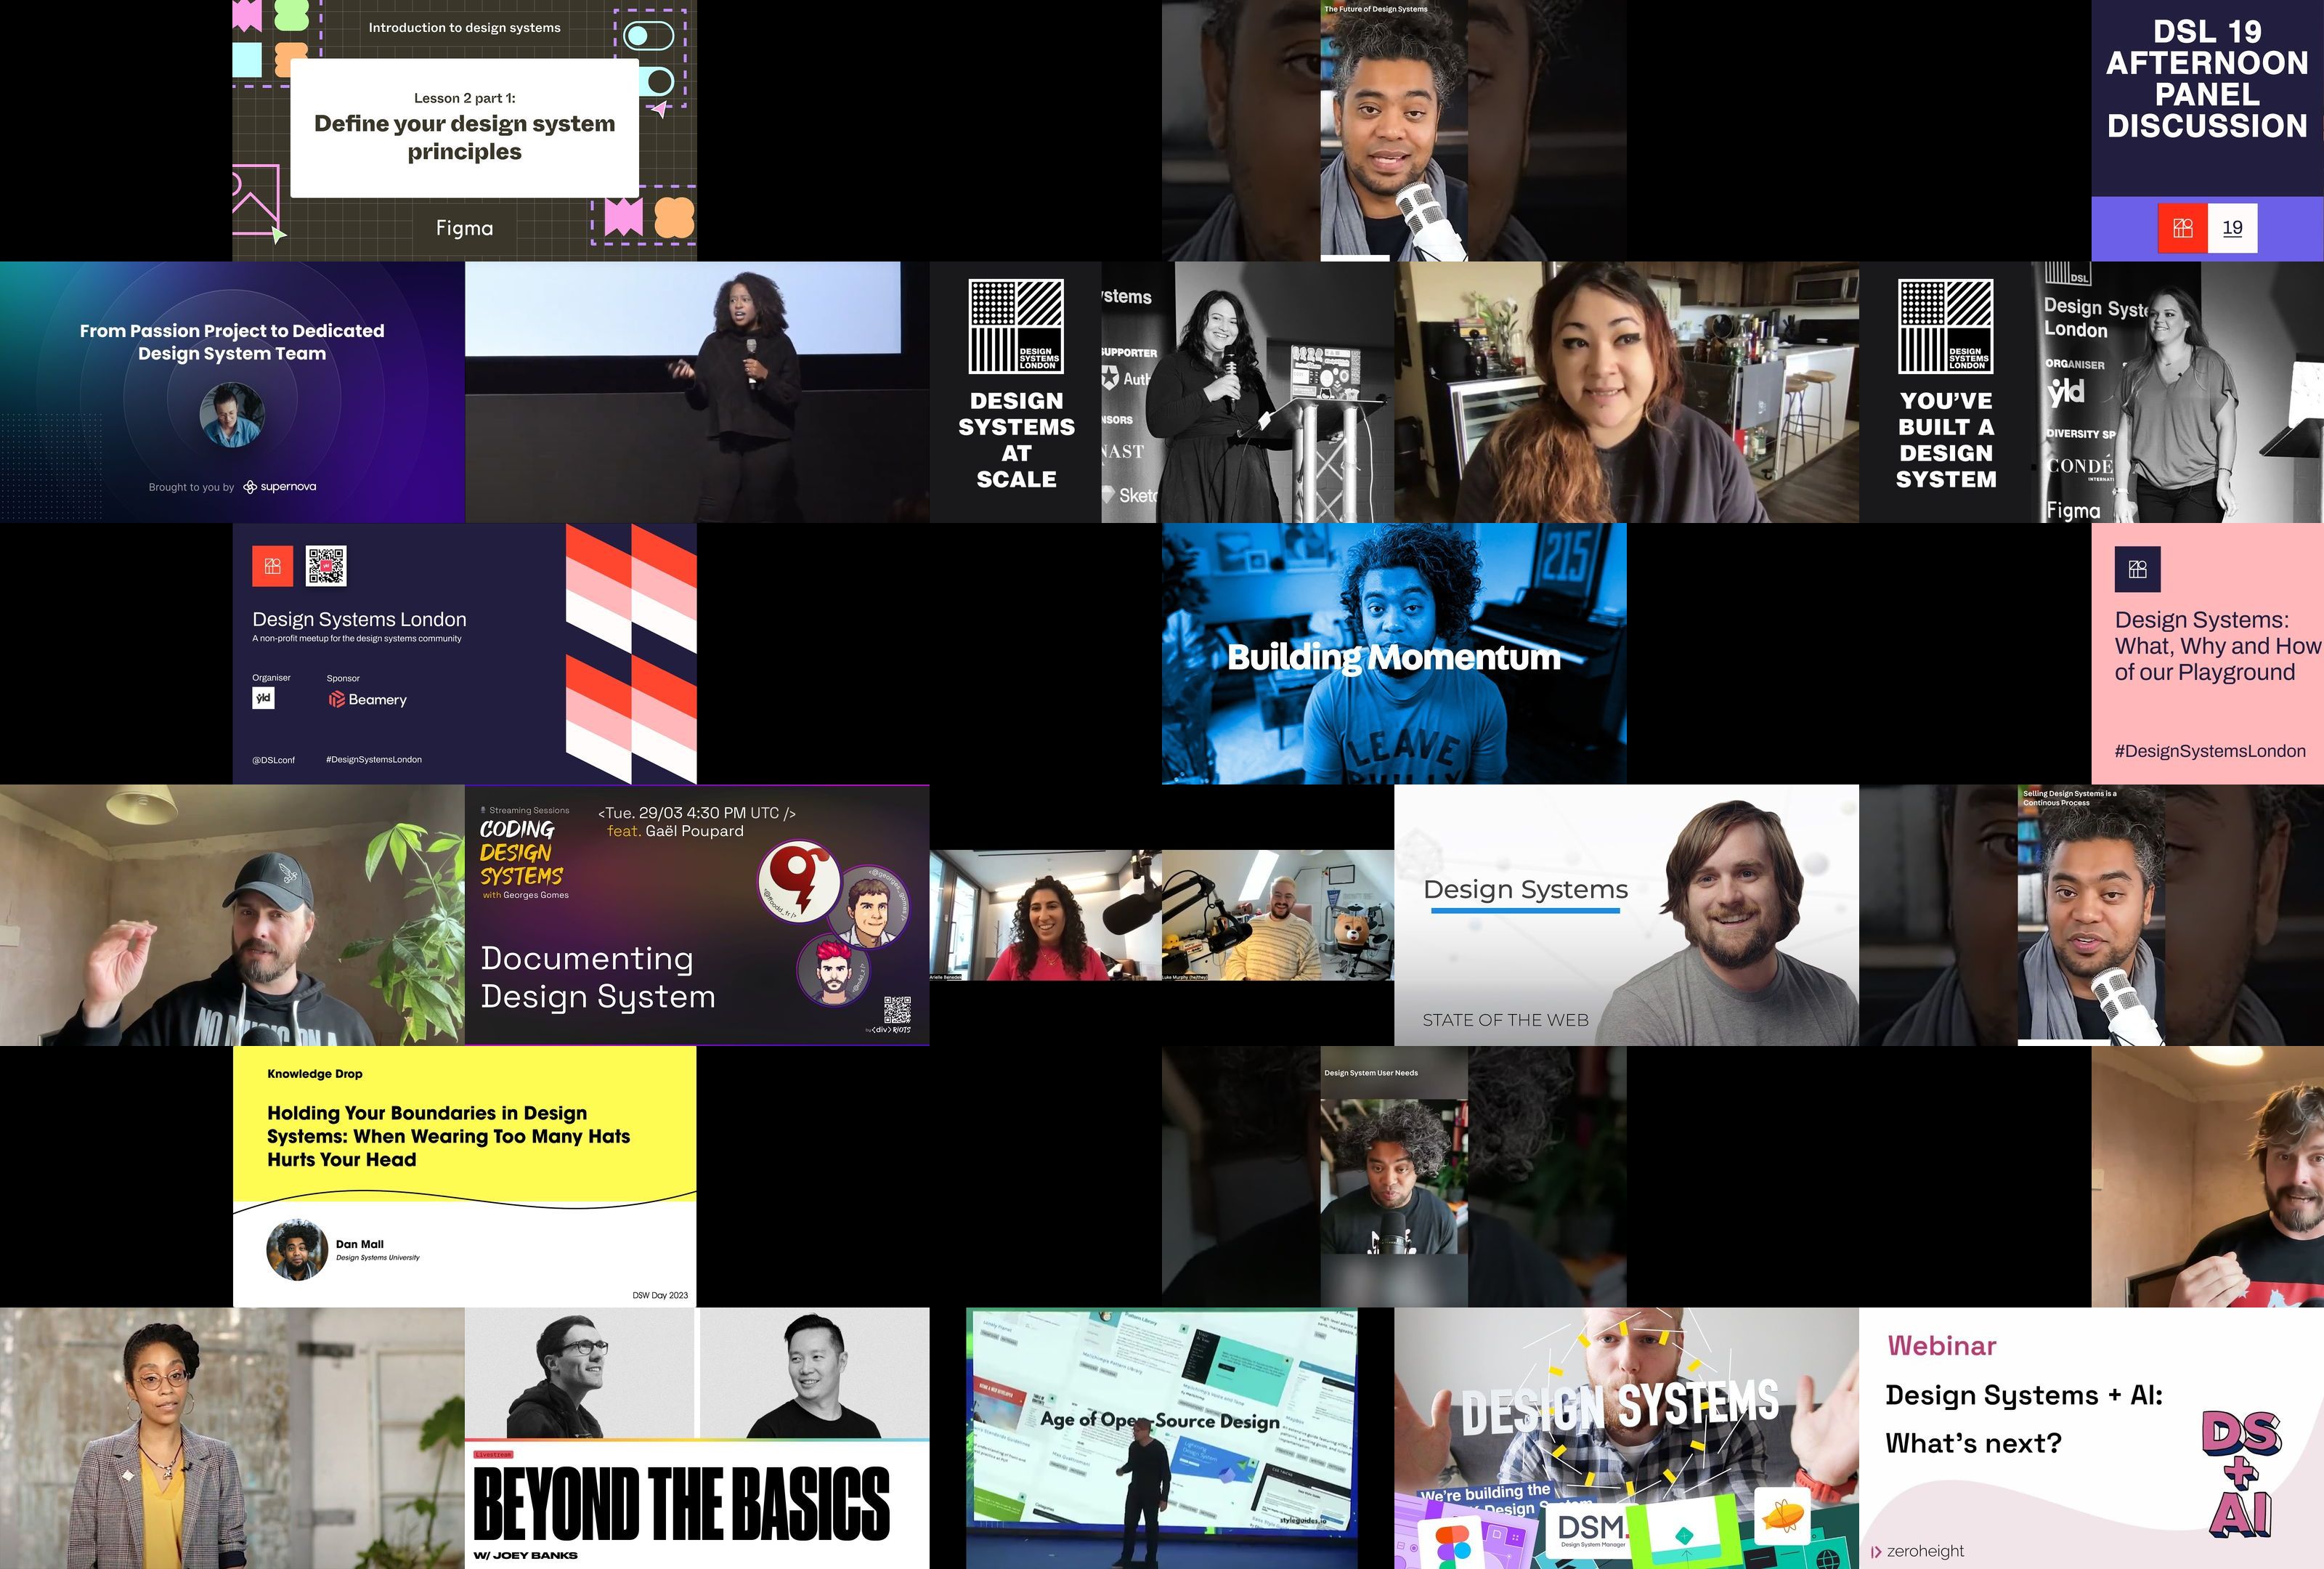 Introduction to design systems
Lesson 2 part 1:
Define your design system
principles
Figma
The Future of Design Systems
DSL 19
AFTERNOON
PANEL
DISCUSSION
19
From Passion Project to Dedicated
Design System Team
Brought to you by supernova
DESIGN
SYSTEMS
LONDON
DESIGN
SYSTEMS
AT
SCALE
SUPPORTER
DESIGN
SYSTEMS
LONDON
YOU'VE
BUILT A
DESIGN
SYSTEM
DSL
Design Syste
London
ORGANISER
yld
DIVERSITY SP
CONDÉ
INTERNATI
Figma
Design Systems London
A non-profit meetup for the design systems community
Organiser
Sponsor
yld
Beamery
@DSLconf
#DesignSystemsLondon
215
Building Momentum
LEAVE
Design Systems:
What, Why and How
of our Playground
#DesignSystemsLondon
NO MUSIC ON A
Streaming Sessions
CODING
DESIGN
SYSTEMS
with Georges Gomes
<Tue. 29/03 4:30 PM UTC />
feat. Gaël Poupard
Documenting
Design System
by <div> RIOTS
Design Systems
STATE OF THE WEB
Selling Design Systems is a
Continous Process
Knowledge Drop
Holding Your Boundaries in Design
Systems: When Wearing Too Many Hats
Hurts Your Head
Dan Mall
Design Systems University
DSW Day 2023
Design System User Needs
Livestream
BEYOND THE BASICS
W/ JOEY BANKS
Age of Open-Source Design
styleguides.io
DESIGN SYSTEMS
We're building the
Design System
DSM.
Design System Manager
Webinar
Design Systems + AI:
What's next?
DS
+
AI
zeroheight